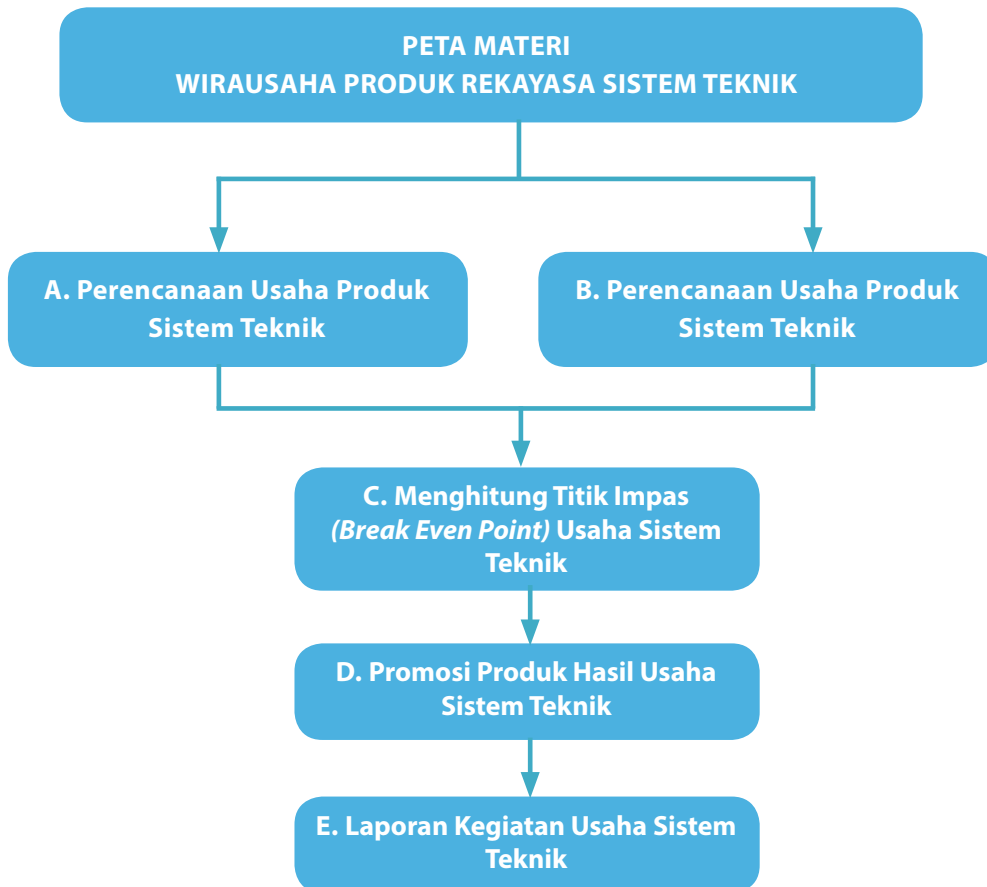 PETA MATERI
WIRAUSAHA PRODUK REKAYASA SISTEM TEKNIK
A. Perencanaan Usaha Produk
Sistem Teknik
B. Perencanaan Usaha Produk
Sistem Teknik
C. Menghitung Titik Impas
(Break Even Point) Usaha Sistem
Teknik
D. Promosi Produk Hasil Usaha
Sistem Teknik
E. Laporan Kegiatan Usaha Sistem
Teknik